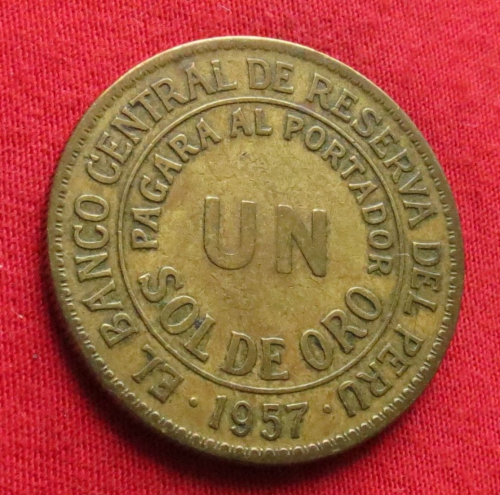 EL BANCO CENTRAL DE RESERVA DEL PERU
PAGARA AL PORTADOR
UN
SOL DE ORO
· 1957 ·